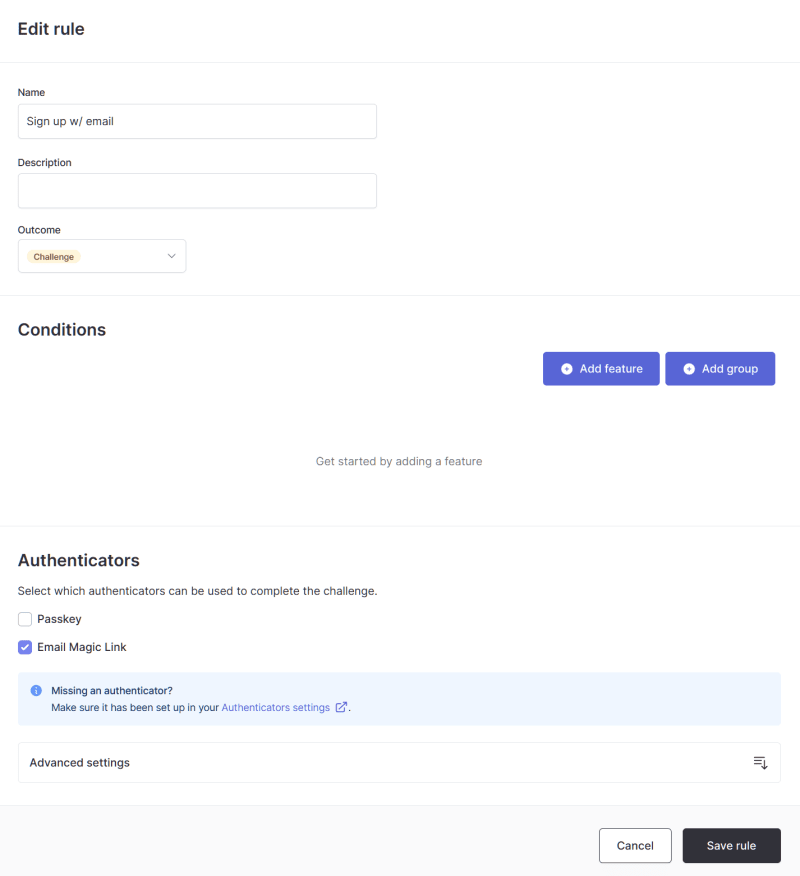 Edit rule
Name
Sign up w/ email
Description
Outcome
Challenge
Conditions
Add feature
Add group
Get started by adding a feature
Authenticators
Select which authenticators can be used to complete the challenge.
Passkey
Email Magic Link
Missing an authenticator?
Make sure it has been set up in your Authenticators settings .
Advanced settings
Cancel
Save rule